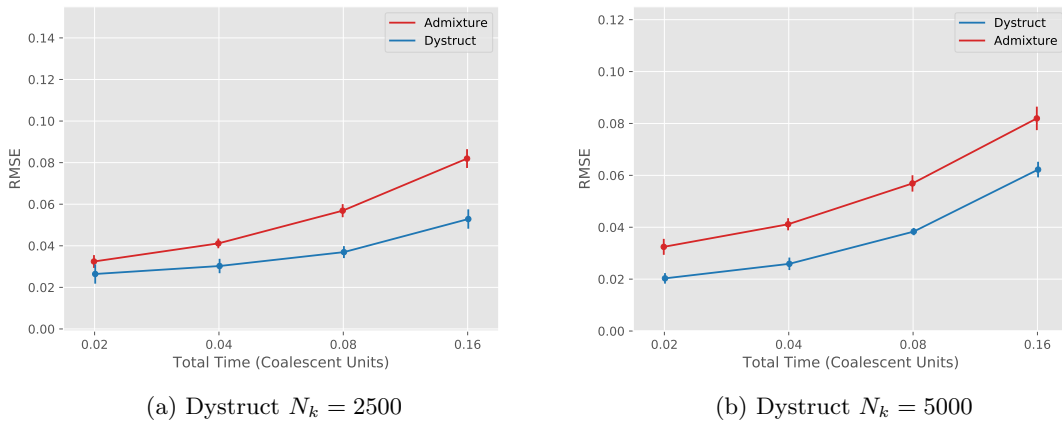 0.14
0.12
0.10
0.08
0.06
0.04
0.02
0.00
RMSE
Admixture
Dystruct
0.02 0.04 0.08 0.16
Total Time (Coalescent Units)
(a) Dystruct N_k = 2500
0.12
0.10
0.08
0.06
0.04
0.02
0.00
RMSE
Dystruct
Admixture
0.02 0.04 0.08 0.16
Total Time (Coalescent Units)
(b) Dystruct N_k = 5000